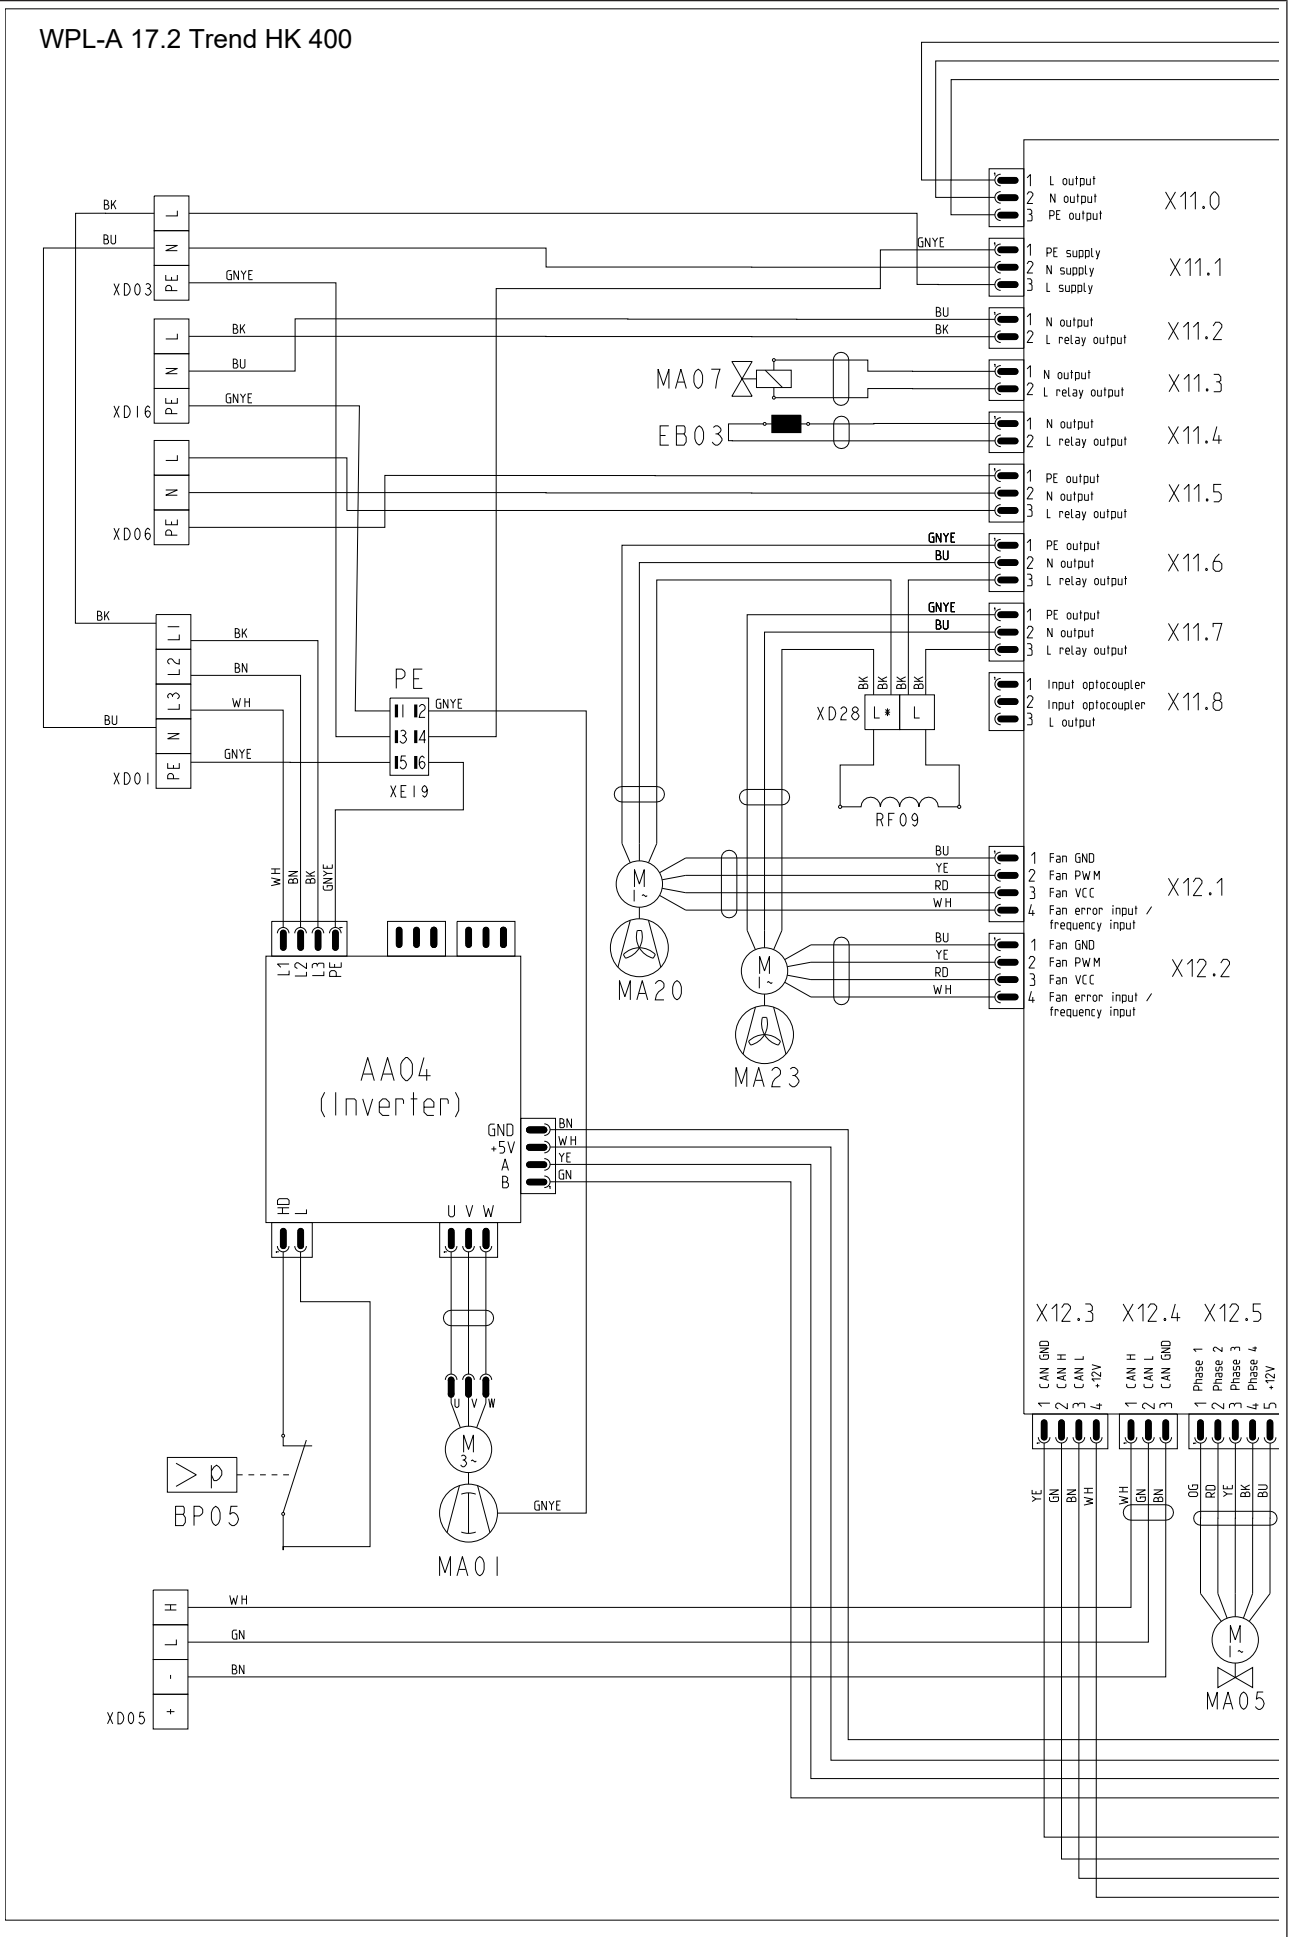 WPL-A 17.2 Trend HK 400
1 L output
2 N output
3 PE output
X11.0
BK
L
BU
N
GNYE
PE
XD03
GNYE
1 PE supply
2 N supply
3 L supply
X11.1
L
BK
N
BU
PE
GNYE
XD16
BU
BK
1 N output
2 L relay output
X11.2
MA07
1 N output
2 L relay output
X11.3
EB03
1 N output
2 L relay output
X11.4
L
N
PE
XD06
1 PE output
2 N output
3 L relay output
X11.5
GNYE
BU
1 PE output
2 N output
3 L relay output
X11.6
GNYE
BU
1 PE output
2 N output
3 L relay output
X11.7
BK
L1
BK
L2
BN
L3
WH
BU
N
PE
GNYE
XD01
PE
1 2
3 4
5 6
GNYE
XE19
BK BK BK BK
XD28
L* L
RF09
1 Input optocoupler
2 Input optocoupler
3 L output
X11.8
WH BN BK GNYE
L1 L2 L3 PE
M
1~
MA20
BU
YE
RD
WH
1 Fan GND
2 Fan PWM
3 Fan VCC
4 Fan error input /
frequency input
X12.1
M
1~
MA23
BU
YE
RD
WH
1 Fan GND
2 Fan PWM
3 Fan VCC
4 Fan error input /
frequency input
X12.2
AA04
(Inverter)
GND BN
+5V WH
A YE
B GN
HD L
U V W
U V W
M
3~
MA01
GNYE
>p
BP05
X12.3
1 CAN GND
2 CAN H
3 CAN L
4 +12V
YE GN BN WH
X12.4
1 CAN H
2 CAN L
3 CAN GND
WH GN BN
X12.5
1 Phase 1
2 Phase 2
3 Phase 3
4 Phase 4
5 +12V
OG RD YE BK BU
M
1~
MA05
H
WH
L
GN
-
BN
+
XD05